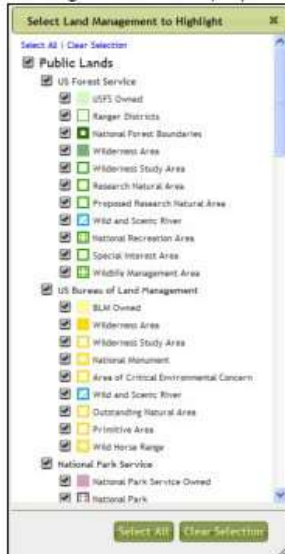 Select Land Management to Highlight
Select All | Clear Selection
Public Lands
US Forest Service
USFS Owned
Ranger Districts
National Forest Boundaries
Wilderness Area
Wilderness Study Area
Research Natural Area
Proposed Research Natural Area
Wild and Scenic River
National Recreation Area
Special Interest Area
Wildlife Management Area
US Bureau of Land Management
BLM Owned
Wilderness Area
Wilderness Study Area
National Monument
Area of Critical Environmental Concern
Wild and Scenic River
Outstanding Natural Area
Primitive Area
Wild Horse Range
National Park Service
National Park Service Owned
National Park
Select All Clear Selection